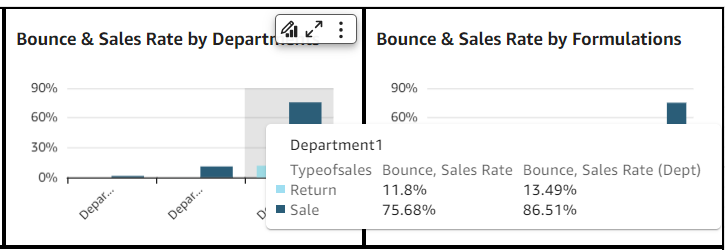 Bounce & Sales Rate by Departments
Bounce & Sales Rate by Formulations
90%
60%
30%
0%
Depar...
Depar...
90%
60%
Department1
Typeofsales Bounce, Sales Rate Bounce, Sales Rate (Dept)
Return 11.8% 13.49%
Sale 75.68% 86.51%